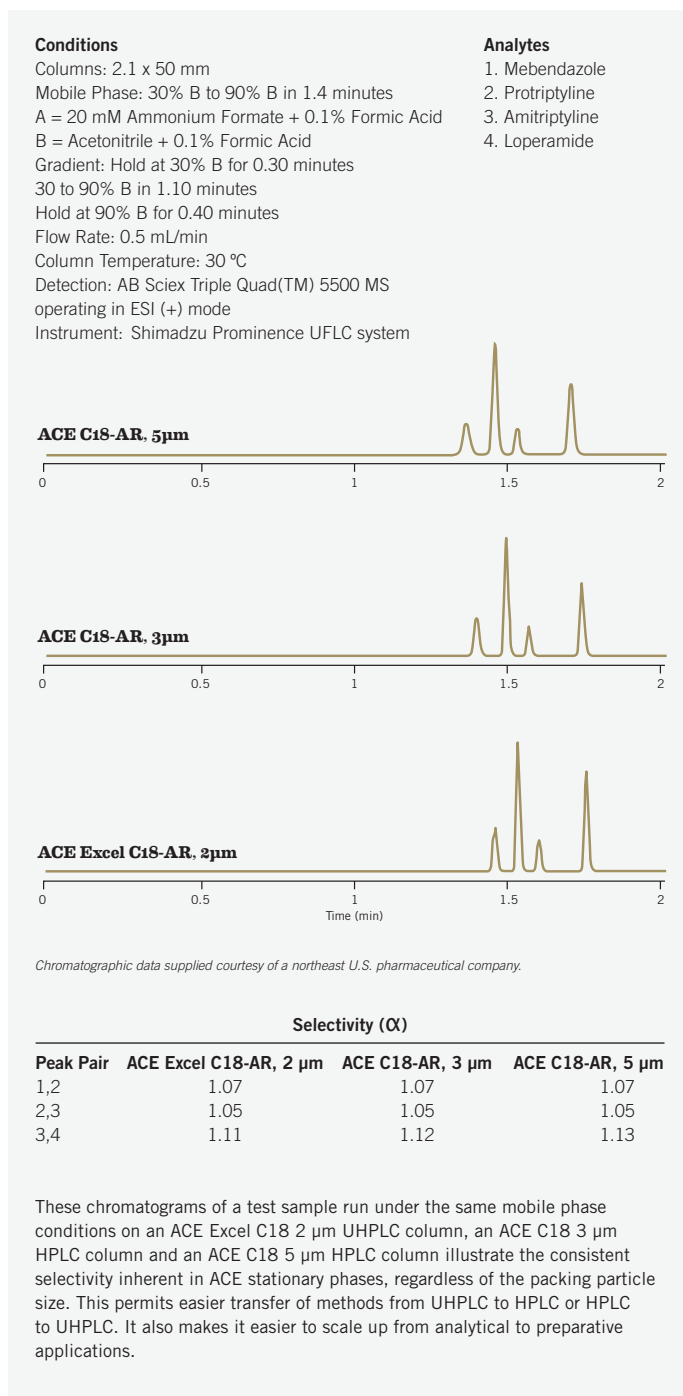 Conditions
Columns: 2.1 x 50 mm
Mobile Phase: 30% B to 90% B in 1.4 minutes
A = 20 mM Ammonium Formate + 0.1% Formic Acid
B = Acetonitrile + 0.1% Formic Acid
Gradient: Hold at 30% B for 0.30 minutes
30 to 90% B in 1.10 minutes
Hold at 90% B for 0.40 minutes
Flow Rate: 0.5 mL/min
Column Temperature: 30 ºC
Detection: AB Sciex Triple Quad(TM) 5500 MS
operating in ESI (+) mode
Instrument: Shimadzu Prominence UFLC system
Analytes
1. Mebendazole
2. Protriptyline
3. Amitriptyline
4. Loperamide
ACE C18-AR, 5µm
0 0.5 1 1.5 2
ACE C18-AR, 3µm
0 0.5 1 1.5 2
ACE Excel C18-AR, 2µm
0 0.5 1 1.5 2
Time (min)
Chromatographic data supplied courtesy of a northeast U.S. pharmaceutical company.
Selectivity (α)
Peak Pair ACE Excel C18-AR, 2 µm ACE C18-AR, 3 µm ACE C18-AR, 5 µm
1,2 1.07 1.07 1.07
2,3 1.05 1.05 1.05
3,4 1.11 1.12 1.13
These chromatograms of a test sample run under the same mobile phase
conditions on an ACE Excel C18 2 µm UHPLC column, an ACE C18 3 µm
HPLC column and an ACE C18 5 µm HPLC column illustrate the consistent
selectivity inherent in ACE stationary phases, regardless of the packing particle
size. This permits easier transfer of methods from UHPLC to HPLC or HPLC
to UHPLC. It also makes it easier to scale up from analytical to preparative
applications.